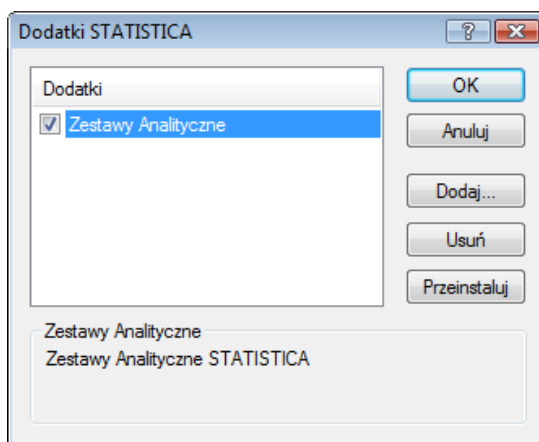 Dodatki STATISTICA
Dodatki
Zestawy Analityczne
OK
Anuluj
Dodaj...
Usuń
Przeinstaluj
Zestawy Analityczne
Zestawy Analityczne STATISTICA